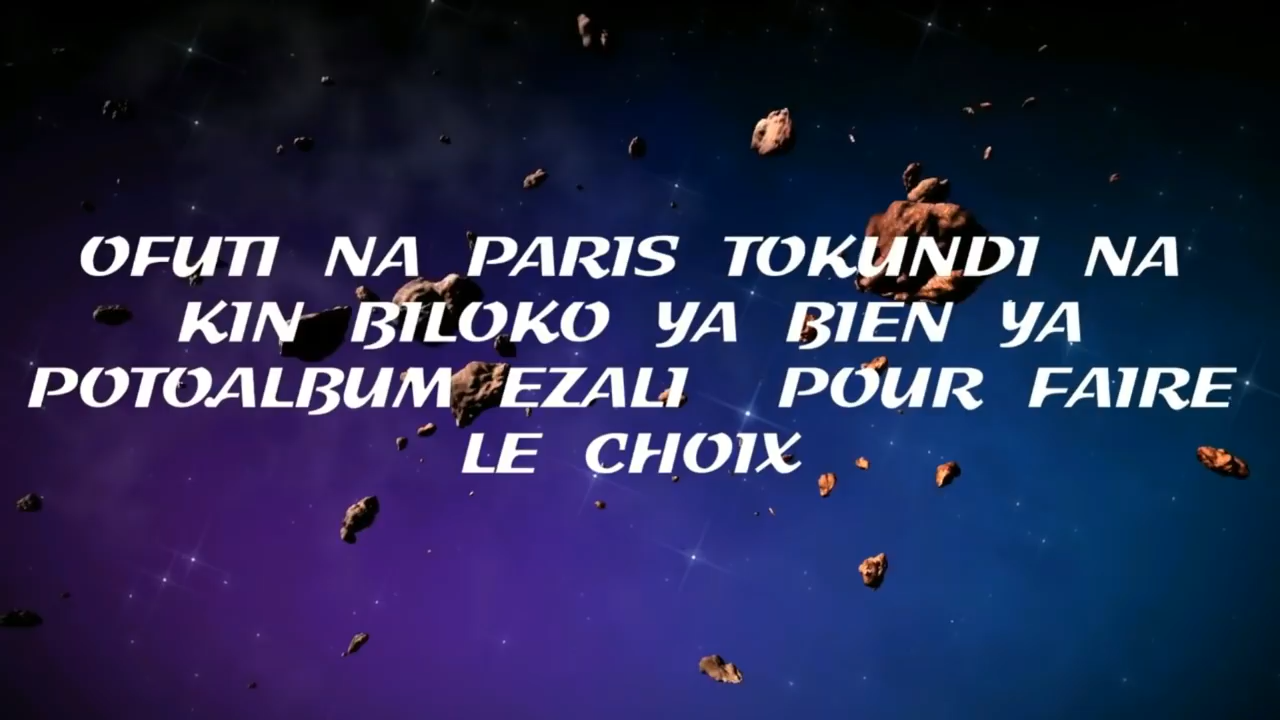 OFUTI NA PARIS TOKUNDI NA
KIN BILOKO YA BIEN YA
POTOALBUM EZALI POUR FAIRE
LE CHOIX